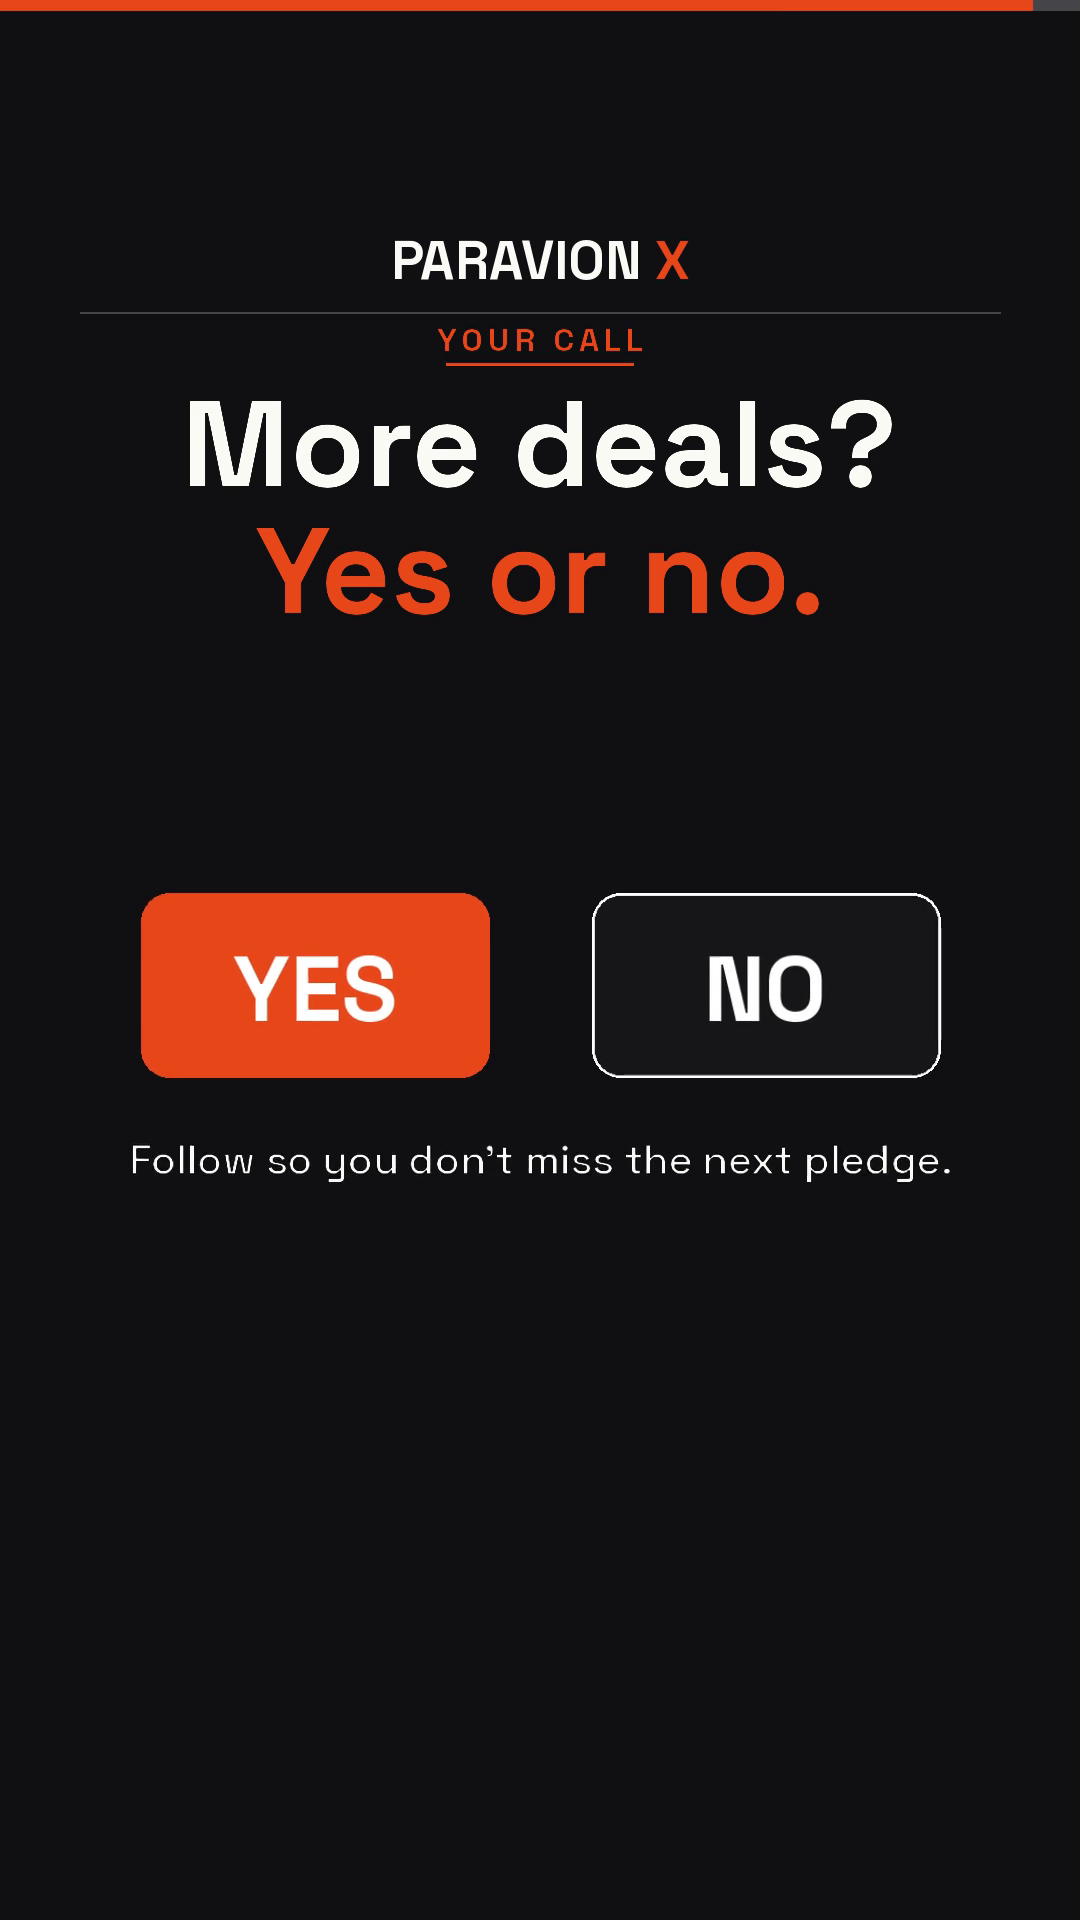 PARAVION X
YOUR CALL
More deals?
Yes or no.
YES
NO
Follow so you don’t miss the next pledge.